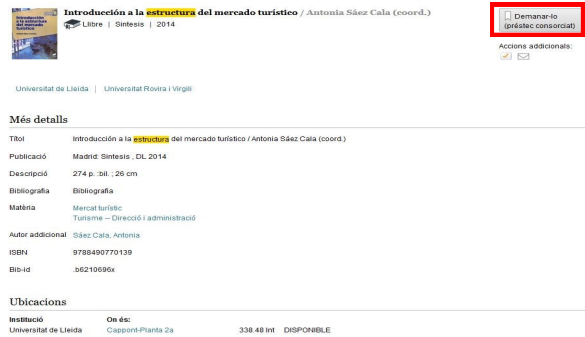 Introducción a la estructura del mercado turístico / Antonia Sáez Cala (coord.)
Llibre | Sintesis | 2014
Demanar-lo
(préstec consorciat)
Accions addicionals:
Universitat de Lleida | Universitat Rovira i Virgili
Més detalls
Títol Introducción a la estructura del mercado turístico / Antonia Sáez Cala (coord.)
Publicació Madrid: Sintesis , DL 2014
Descripció 274 p. :bil. ; 26 cm
Bibliografia Bibliografia
Matèria Mercat turístic
Turisme -- Direcció i administració
Autor addicional Sáez Cala, Antonia
ISBN 9788490770139
Bib-id .b6210696x
Ubicacions
Institució On és:
Universitat de Lleida Cappont-Planta 2a 338.48 Int DISPONIBLE